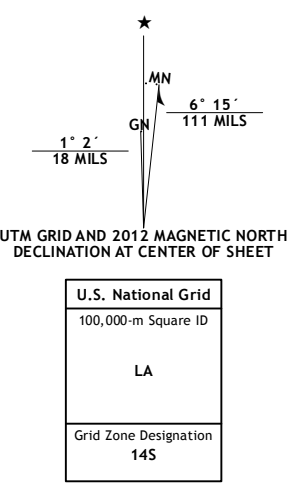 ★
MN
6° 15´
111 MILS
GN
1° 2´
18 MILS
UTM GRID AND 2012 MAGNETIC NORTH
DECLINATION AT CENTER OF SHEET
U.S. National Grid
100,000-m Square ID
LA
Grid Zone Designation
14S